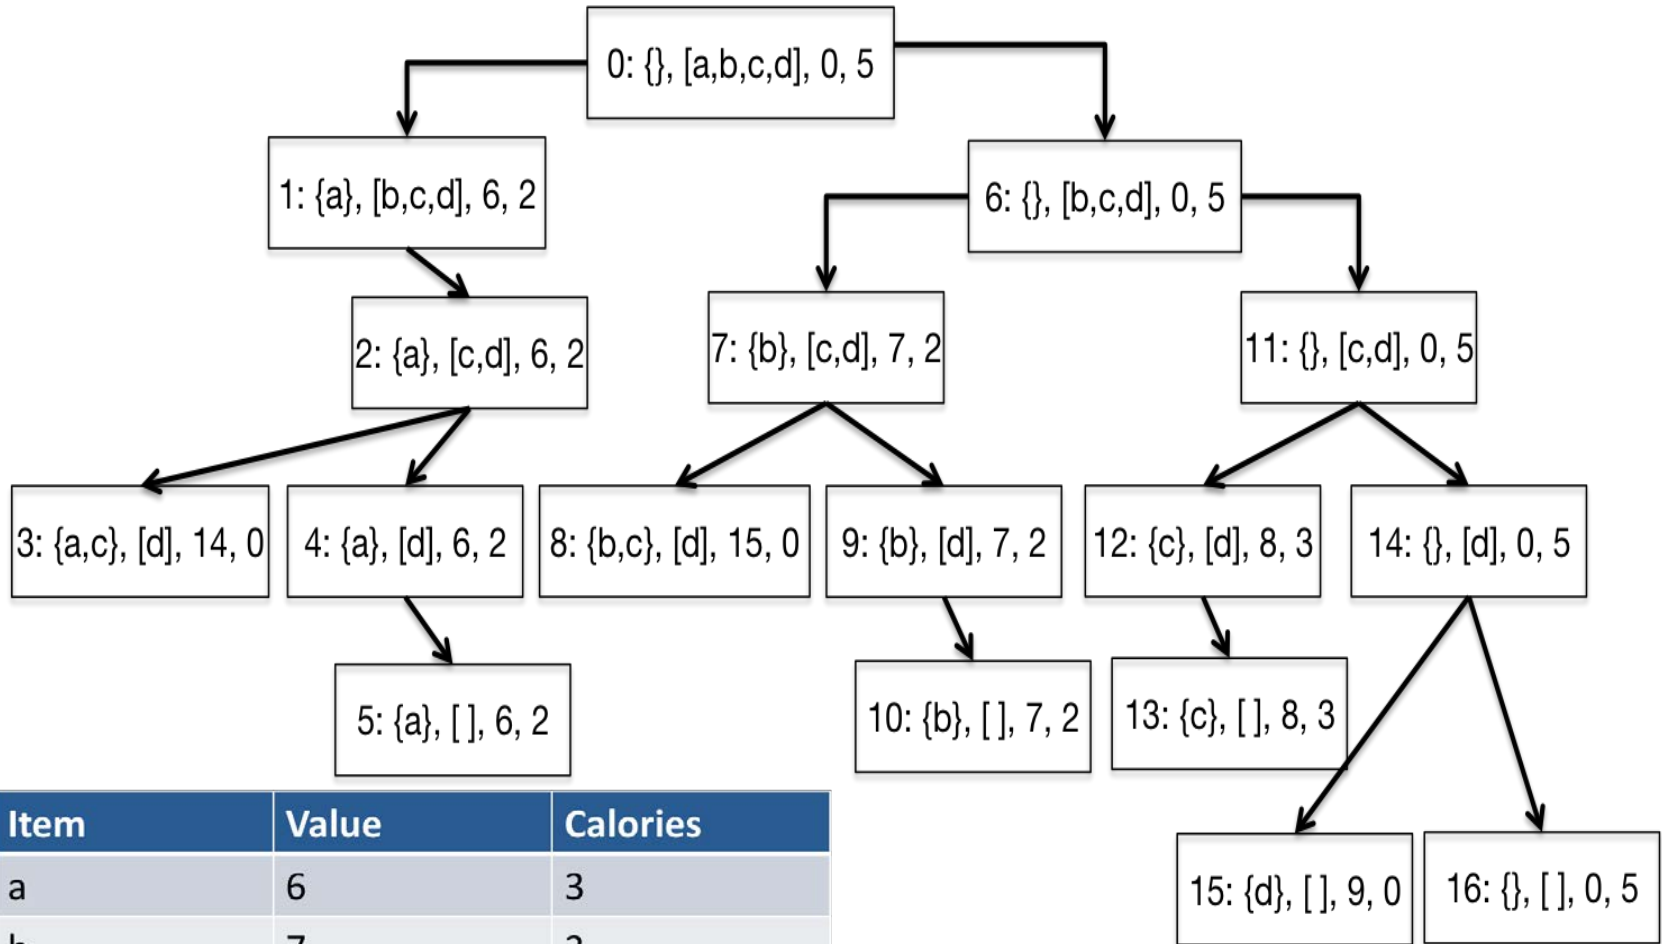 0: {}, [a,b,c,d], 0, 5
1: {a}, [b,c,d], 6, 2
6: {}, [b,c,d], 0, 5
2: {a}, [c,d], 6, 2
7: {b}, [c,d], 7, 2
11: {}, [c,d], 0, 5
3: {a,c}, [d], 14, 0
4: {a}, [d], 6, 2
8: {b,c}, [d], 15, 0
9: {b}, [d], 7, 2
12: {c}, [d], 8, 3
14: {}, [d], 0, 5
5: {a}, [ ], 6, 2
10: {b}, [ ], 7, 2
13: {c}, [ ], 8, 3
15: {d}, [ ], 9, 0
16: {}, [ ], 0, 5
Item Value Calories
a 6 3